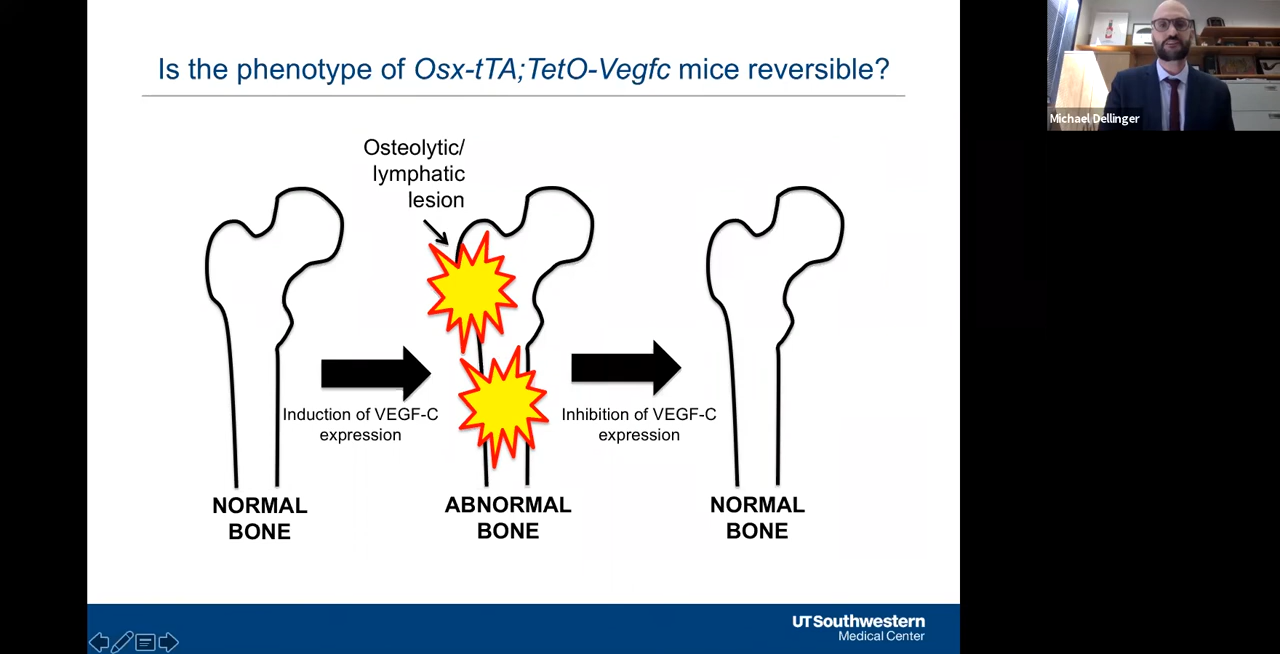 Is the phenotype of Osx-tTA;TetO-Vegfc mice reversible?
Michael Dellinger
Osteolytic/
lymphatic
lesion
Induction of VEGF-C
expression
Inhibition of VEGF-C
expression
NORMAL
BONE
ABNORMAL
BONE
NORMAL
BONE
UTSouthwestern
Medical Center